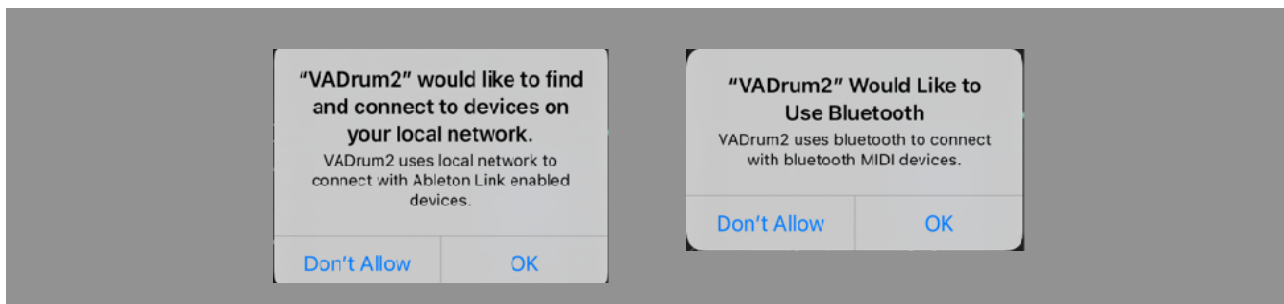 “VADrum2” would like to find
and connect to devices on
your local network.
VADrum2 uses local network to
connect with Ableton Link enabled
devices.
Don’t Allow
OK
“VADrum2” Would Like to
Use Bluetooth
VADrum2 uses bluetooth to connect
with bluetooth MIDI devices.
Don’t Allow
OK